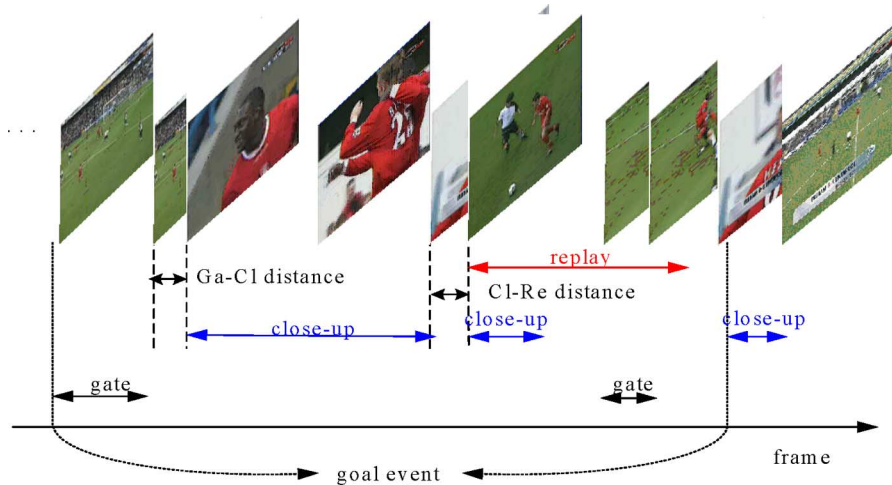 . . .
replay
Ga-Cl distance
Cl-Re distance
close-up
close-up
close-up
gate
gate
frame
goal event